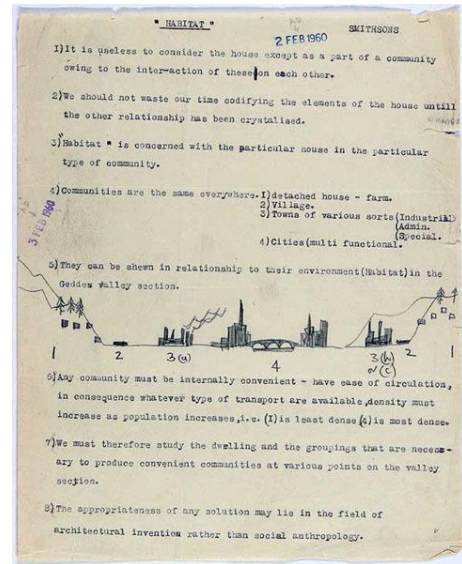 " HABITAT "
2 FEB 1960
SMITHSONS
1)It is useless to consider the house except as a part of a community
owing to the inter-action of these on each other.
2)We should not waste our time codifying the elements of the house untill
the other relationship has been crystalised.
3)"Habitat " is concerned with the particular house in the particular
type of community.
4)Communities are the same everywhere. 1)detached house - farm.
2)Village.
3)Towns of various sorts(Industrial)
(Admin.
(Special.
4)Cities(multi functional.
3 FEB 1960
5)They can be shewn in relationship to their environment(Habitat)in the
Geddes Valley section.
1 2 3(a) 4 3(b) or (c) 2 1
6)Any community must be internally convenient - have ease of circulation,
in consequence whatever type of transport are available,density must
increase as population increases,i.e.(1)is least dense(4)is most dense.
7)We must therefore study the dwelling and the groupings that are necess-
ary to produce convenient communities at various points on the valley
section.
8)The appropriateness of any solution may lie in the field of
architectural invention rather than social anthropology.